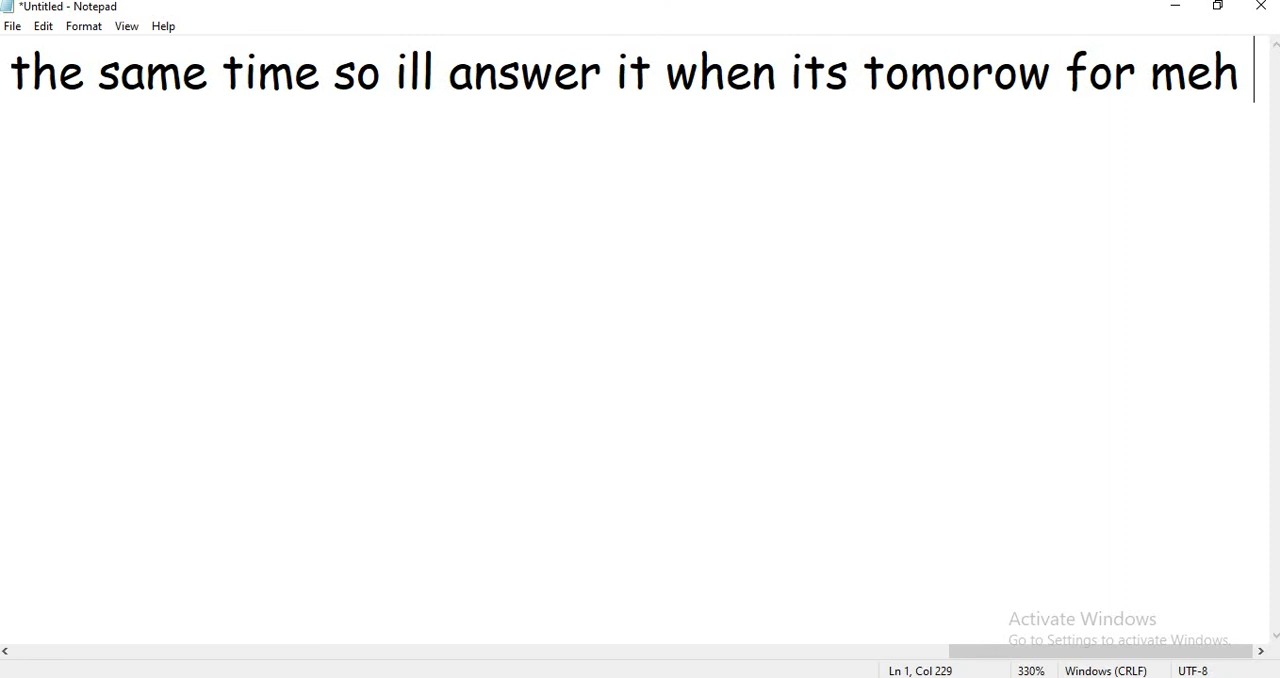 *Untitled - Notepad
File Edit Format View Help
the same time so ill answer it when its tomorow for meh
Activate Windows
Go to Settings to activate Windows.
Ln 1, Col 229 330% Windows (CRLF) UTF-8